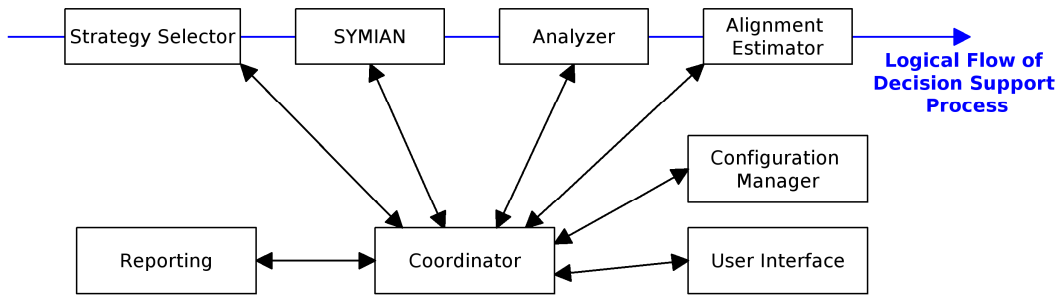 Strategy Selector
SYMIAN
Analyzer
Alignment
Estimator
Logical Flow of
Decision Support
Process
Configuration
Manager
Reporting
Coordinator
User Interface